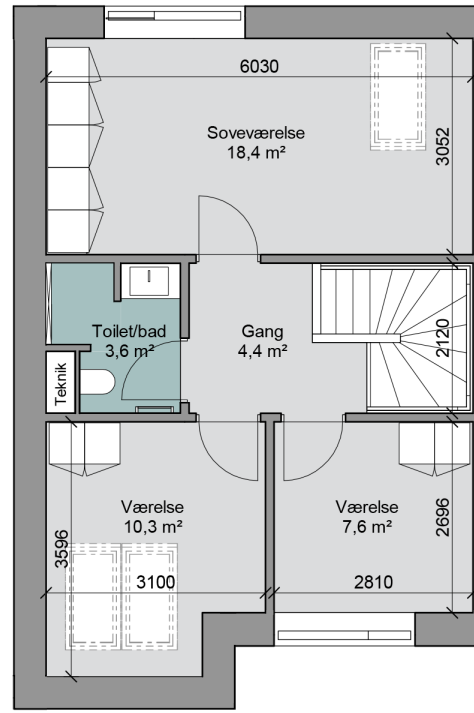 6030
Soveværelse
18,4 m²
3052
Toilet/bad
3,6 m²
Gang
4,4 m²
2120
Teknik
Værelse
10,3 m²
Værelse
7,6 m²
3596
2696
3100
2810